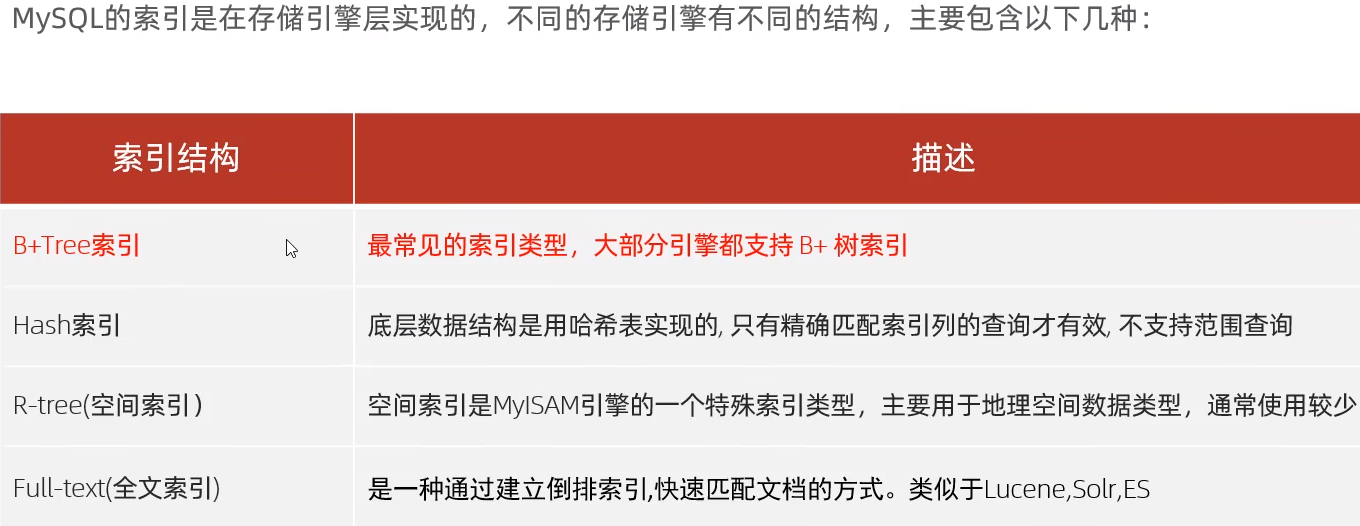 MySQL的索引是在存储引擎层实现的，不同的存储引擎有不同的结构，主要包含以下几种：
索引结构 描述
B+Tree索引 最常见的索引类型，大部分引擎都支持 B+ 树索引
Hash索引 底层数据结构是用哈希表实现的, 只有精确匹配索引列的查询才有效, 不支持范围查询
R-tree(空间索引） 空间索引是MyISAM引擎的一个特殊索引类型，主要用于地理空间数据类型，通常使用较少
Full-text(全文索引) 是一种通过建立倒排索引,快速匹配文档的方式。类似于Lucene,Solr,ES